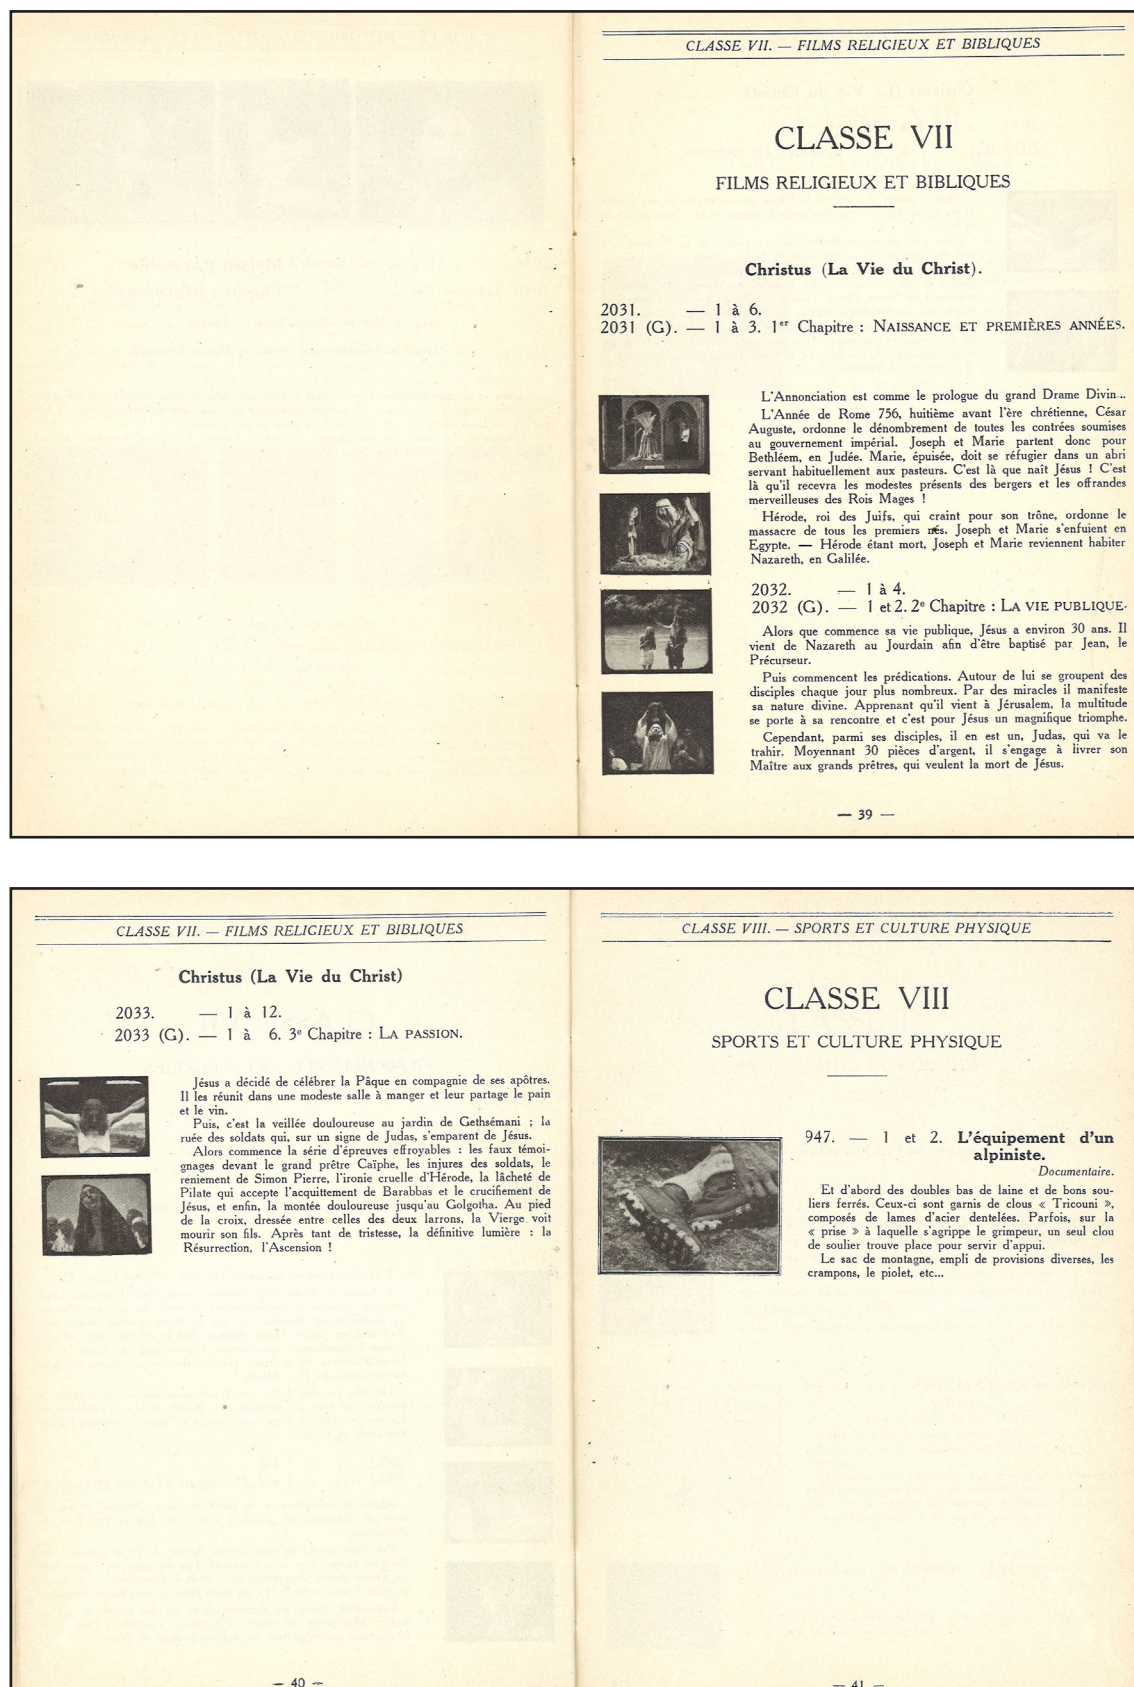 CLASSE VII. — FILMS RELIGIEUX ET BIBLIQUES
CLASSE VII
FILMS RELIGIEUX ET BIBLIQUES
Christus (La Vie du Christ).
2031. — 1 à 6.
2031 (G). — 1 à 3. 1er Chapitre : NAISSANCE ET PREMIÈRES ANNÉES.
L'Annonciation est comme le prologue du grand Drame Divin...
L'Année de Rome 756, huitième avant l'ère chrétienne, César
Auguste, ordonne le dénombrement de toutes les contrées soumises
au gouvernement impérial. Joseph et Marie partent donc pour
Bethléem, en Judée. Marie, épuisée, doit se réfugier dans un abri
servant habituellement aux pasteurs. C'est là que naît Jésus ! C'est
là qu'il recevra les modestes présents des bergers et les offrandes
merveilleuses des Rois Mages !
Hérode, roi des Juifs, qui craint pour son trône, ordonne le
massacre de tous les premiers nés. Joseph et Marie s'enfuient en
Egypte. — Hérode étant mort, Joseph et Marie reviennent habiter
Nazareth, en Galilée.
2032. — 1 à 4.
2032 (G). — 1 et 2. 2e Chapitre : LA VIE PUBLIQUE.
Alors que commence sa vie publique, Jésus a environ 30 ans. Il
vient de Nazareth au Jourdain afin d'être baptisé par Jean, le
Précurseur.
Puis commencent les prédications. Autour de lui se groupent des
disciples chaque jour plus nombreux. Par des miracles il manifeste
sa nature divine. Apprenant qu'il vient à Jérusalem, la multitude
se porte à sa rencontre et c'est pour Jésus un magnifique triomphe.
Cependant, parmi ses disciples, il en est un, Judas, qui va le
trahir. Moyennant 30 pièces d'argent, il s'engage à livrer son
Maître aux grands prêtres, qui veulent la mort de Jésus.
— 39 —
CLASSE VII. — FILMS RELIGIEUX ET BIBLIQUES
Christus (La Vie du Christ)
2033. — 1 à 12.
2033 (G). — 1 à 6. 3e Chapitre : LA PASSION.
Jésus a décidé de célébrer la Pâque en compagnie de ses apôtres.
Il les réunit dans une modeste salle à manger et leur partage le pain
et le vin.
Puis, c'est la veillée douloureuse au jardin de Gethsémani ; la
ruée des soldats qui, sur un signe de Judas, s'emparent de Jésus.
Alors commence la série d'épreuves effroyables : les faux témoi-
gnages devant le grand prêtre Caïphe, les injures des soldats, le
reniement de Simon Pierre, l'ironie cruelle d'Hérode, la lâcheté de
Pilate qui accepte l'acquittement de Barabbas et le crucifiement de
Jésus, et enfin, la montée douloureuse jusqu'au Golgotha. Au pied
de la croix, dressée entre celles des deux larrons, la Vierge voit
mourir son fils. Après tant de tristesse, la définitive lumière : la
Résurrection, l'Ascension !
— 40 —
CLASSE VIII. — SPORTS ET CULTURE PHYSIQUE
CLASSE VIII
SPORTS ET CULTURE PHYSIQUE
947. — 1 et 2. L'équipement d'un
alpiniste.
Documentaire.
Et d'abord des doubles bas de laine et de bons sou-
liers ferrés. Ceux-ci sont garnis de clous « Tricouni »,
composés de lames d'acier dentelées. Parfois, sur la
« prise » à laquelle s'agrippe le grimpeur, un seul clou
de soulier trouve place pour servir d'appui.
Le sac de montagne, empli de provisions diverses, les
crampons, le piolet, etc...
— 41 —